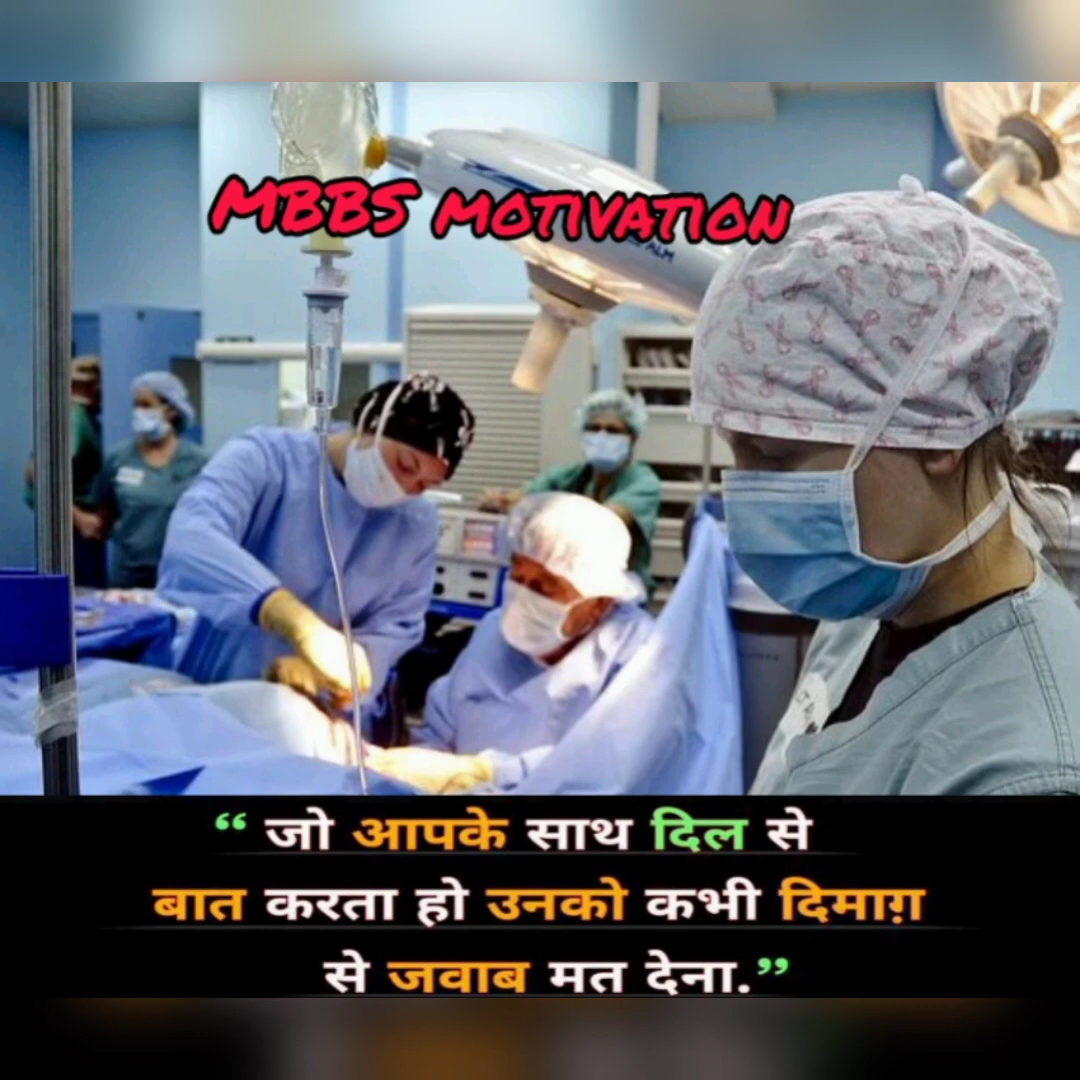 MBBS MOTIVATION
“ जो आपके साथ दिल से
बात करता हो उनको कभी दिमाग़
से जवाब मत देना.”